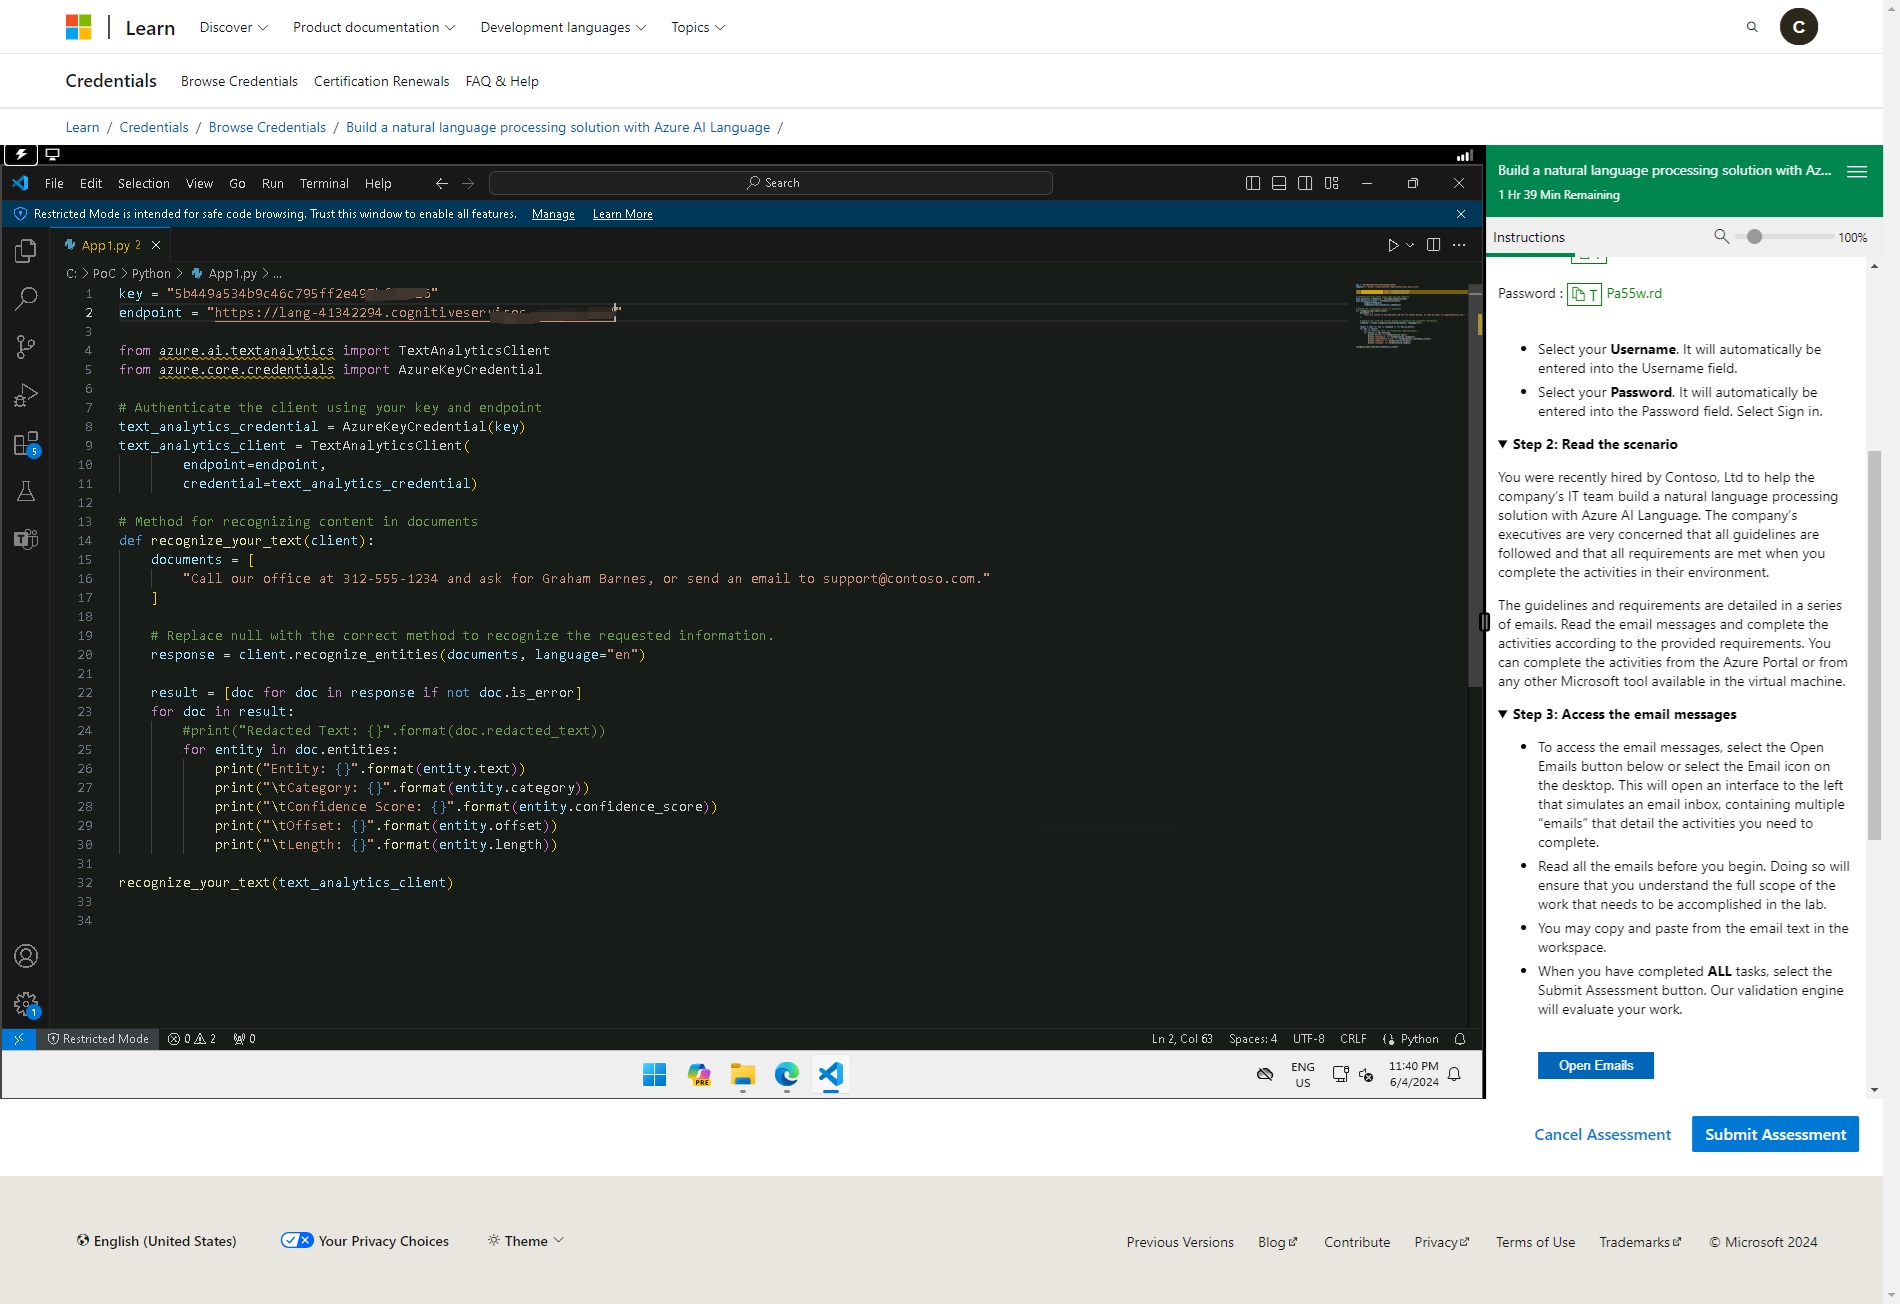 Learn Discover Product documentation Development languages Topics C
Credentials Browse Credentials Certification Renewals FAQ & Help
Learn / Credentials / Browse Credentials / Build a natural language processing solution with Azure AI Language /
File Edit Selection View Go Run Terminal Help Search
Restricted Mode is intended for safe code browsing. Trust this window to enable all features. Manage Learn More
App1.py 2
C: > PoC > Python > App1.py > ...
1 key = "5b449a534b9c46c795ff2e49
2 endpoint = "https://lang-41342294.cognitiveservices
3
4 from azure.ai.textanalytics import TextAnalyticsClient
5 from azure.core.credentials import AzureKeyCredential
6
7 # Authenticate the client using your key and endpoint
8 text_analytics_credential = AzureKeyCredential(key)
9 text_analytics_client = TextAnalyticsClient(
10 endpoint=endpoint,
11 credential=text_analytics_credential)
12
13 # Method for recognizing content in documents
14 def recognize_your_text(client):
15 documents = [
16 "Call our office at 312-555-1234 and ask for Graham Barnes, or send an email to support@contoso.com."
17 ]
18
19 # Replace null with the correct method to recognize the requested information.
20 response = client.recognize_entities(documents, language="en")
21
22 result = [doc for doc in response if not doc.is_error]
23 for doc in result:
24 #print("Redacted Text: {}".format(doc.redacted_text))
25 for entity in doc.entities:
26 print("Entity: {}".format(entity.text))
27 print("\tCategory: {}".format(entity.category))
28 print("\tConfidence Score: {}".format(entity.confidence_score))
29 print("\tOffset: {}".format(entity.offset))
30 print("\tLength: {}".format(entity.length))
31
32 recognize_your_text(text_analytics_client)
33
34
5
1
Restricted Mode 0 2 0 Ln 2, Col 63 Spaces: 4 UTF-8 CRLF Python
PRE
ENG
US
11:40 PM
6/4/2024
Build a natural language processing solution with Az...
1 Hr 39 Min Remaining
Instructions 100%
Password : T Pa55w.rd
• Select your Username. It will automatically be
entered into the Username field.
• Select your Password. It will automatically be
entered into the Password field. Select Sign in.
▼ Step 2: Read the scenario
You were recently hired by Contoso, Ltd to help the
company's IT team build a natural language processing
solution with Azure AI Language. The company's
executives are very concerned that all guidelines are
followed and that all requirements are met when you
complete the activities in their environment.
The guidelines and requirements are detailed in a series
of emails. Read the email messages and complete the
activities according to the provided requirements. You
can complete the activities from the Azure Portal or from
any other Microsoft tool available in the virtual machine.
▼ Step 3: Access the email messages
• To access the email messages, select the Open
Emails button below or select the Email icon on
the desktop. This will open an interface to the left
that simulates an email inbox, containing multiple
“emails” that detail the activities you need to
complete.
• Read all the emails before you begin. Doing so will
ensure that you understand the full scope of the
work that needs to be accomplished in the lab.
• You may copy and paste from the email text in the
workspace.
• When you have completed ALL tasks, select the
Submit Assessment button. Our validation engine
will evaluate your work.
Open Emails
Cancel Assessment Submit Assessment
English (United States) Your Privacy Choices Theme
Previous Versions Blog Contribute Privacy Terms of Use Trademarks © Microsoft 2024